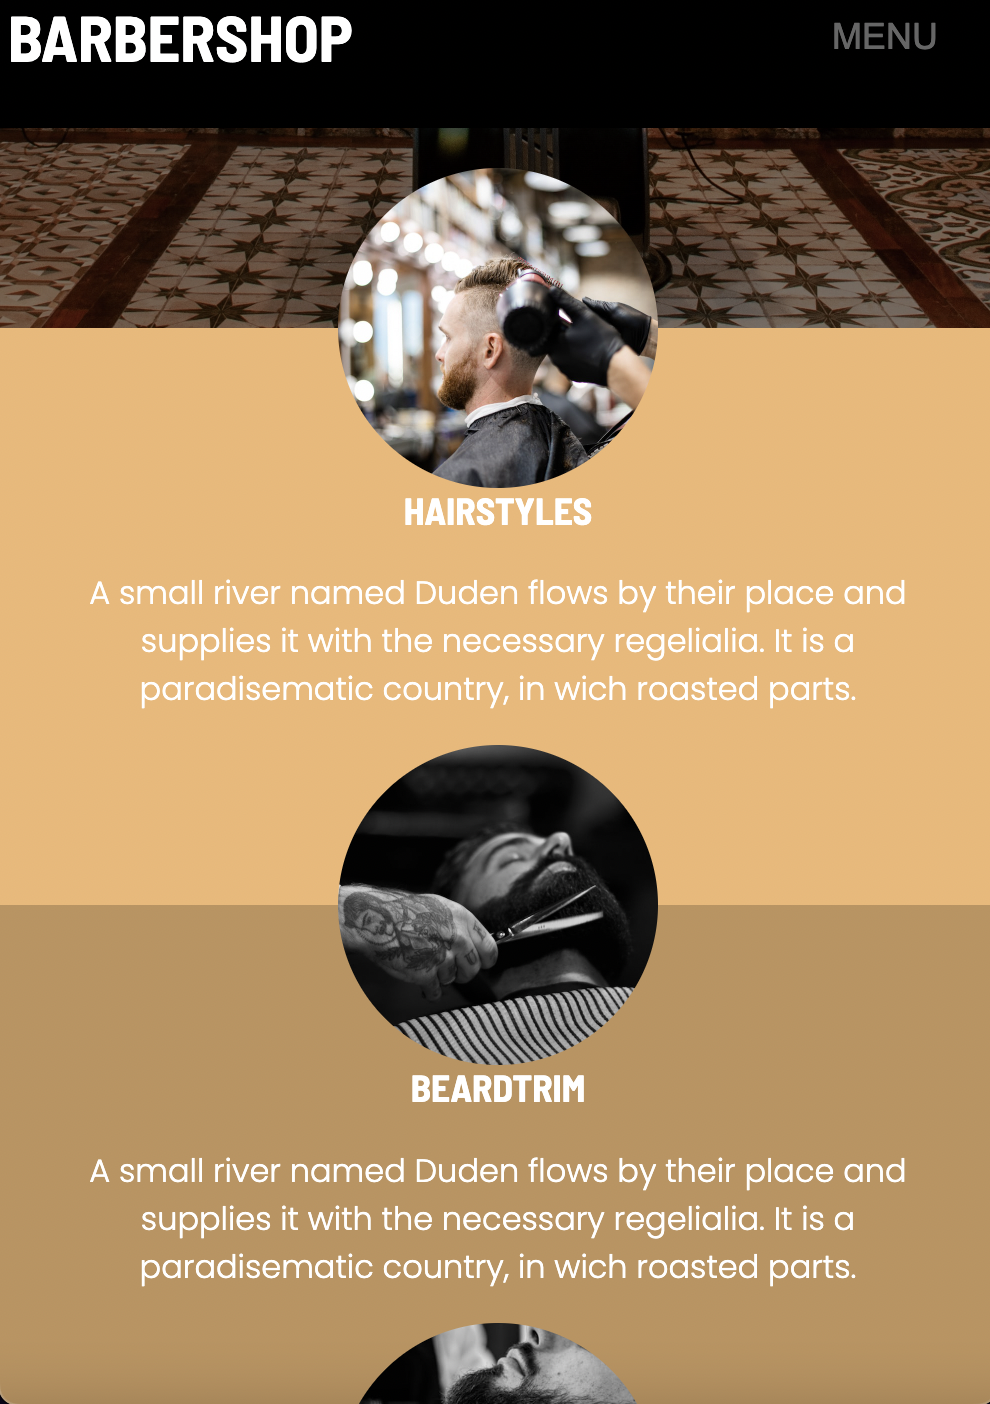 BARBERSHOP
MENU
HAIRSTYLES
A small river named Duden flows by their place and
supplies it with the necessary regelialia. It is a
paradisematic country, in wich roasted parts.
BEARDTRIM
A small river named Duden flows by their place and
supplies it with the necessary regelialia. It is a
paradisematic country, in wich roasted parts.